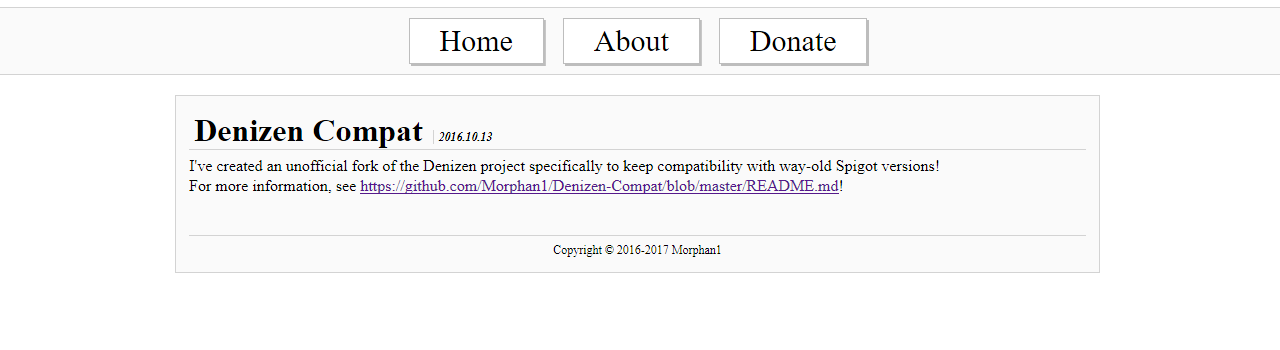 Home About Donate
Denizen Compat 2016.10.13
I've created an unofficial fork of the Denizen project specifically to keep compatibility with way-old Spigot versions!
For more information, see https://github.com/Morphan1/Denizen-Compat/blob/master/README.md!
Copyright © 2016-2017 Morphan1